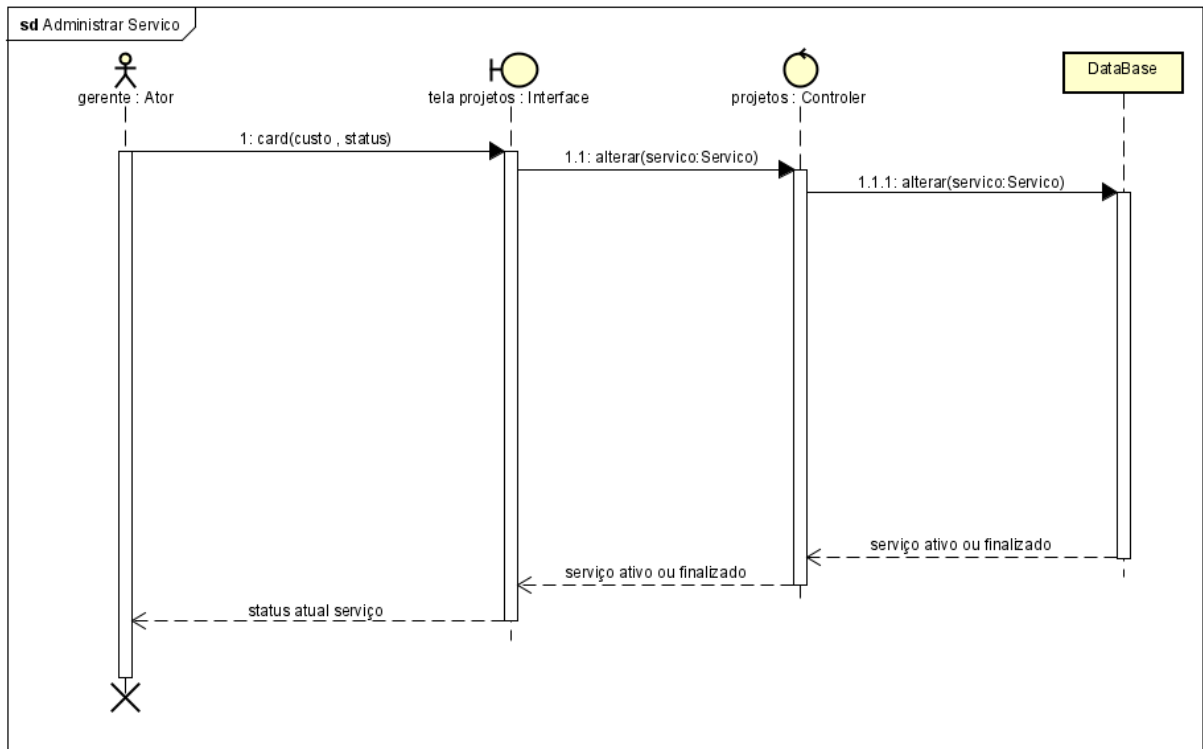 sd Administrar Servico
gerente : Ator
tela projetos : Interface
projetos : Controler
DataBase
1: card(custo , status)
1.1: alterar(servico:Servico)
1.1.1: alterar(servico:Servico)
serviço ativo ou finalizado
serviço ativo ou finalizado
status atual serviço